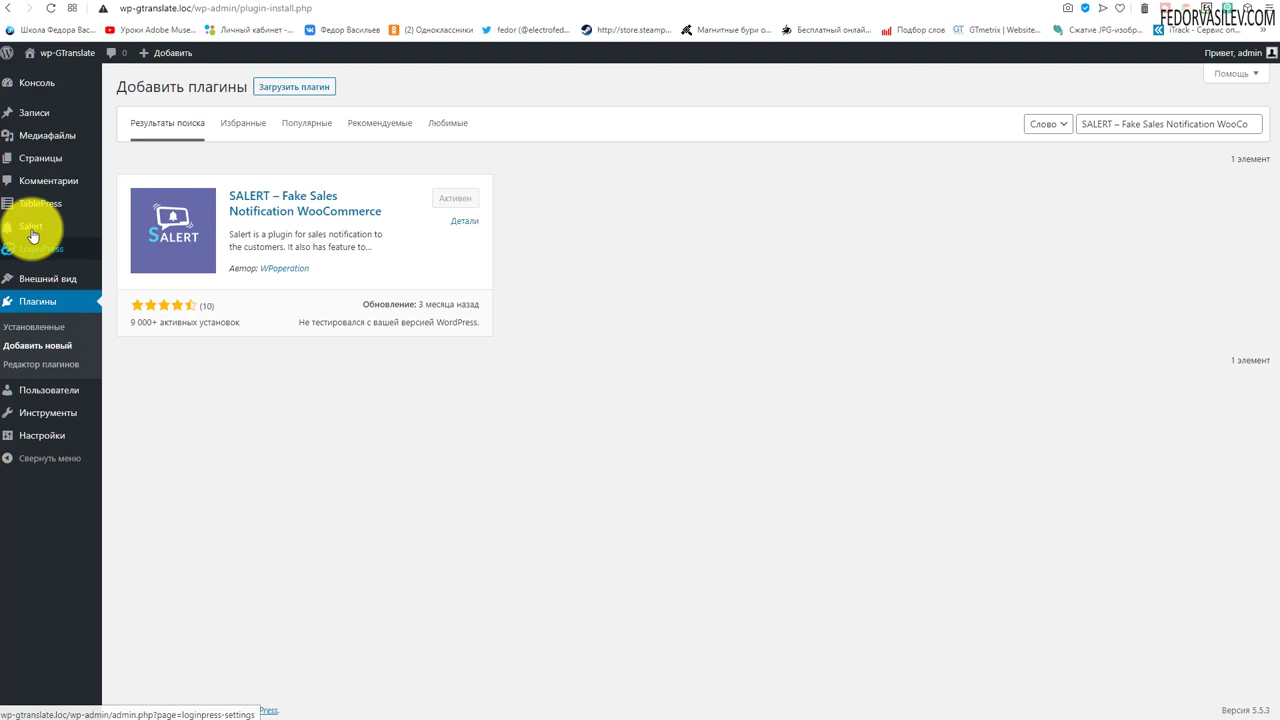 wp-gtranslate.loc/wp-admin/plugin-install.php
FEDORVASILEV.COM
Школа Федора Вас...
Уроки Adobe Muse...
Личный кабинет -...
Федор Васильев
(2) Одноклассники
fedor (@electrofed...
http://store.steamp...
Магнитные бури о...
Бесплатный онлай...
Подбор слов
GTmetrix | Website...
Сжатие JPG-изобр...
iTrack - Сервис оп...
wp-GTranslate
0
Добавить
Привет, admin
Консоль
Записи
Медиафайлы
Страницы
Комментарии
TablePress
Salert
LoginPress
Внешний вид
Плагины
Установленные
Добавить новый
Редактор плагинов
Пользователи
Инструменты
Настройки
Свернуть меню
Помощь
Добавить плагины
Загрузить плагин
Результаты поиска
Избранные
Популярные
Рекомендуемые
Любимые
Слово
SALERT – Fake Sales Notification WooCo
1 элемент
SALERT
SALERT – Fake Sales
Notification WooCommerce
Активен
Детали
Salert is a plugin for sales notification to
the customers. It also has feature to...
Автор: WPoperation
(10)
Обновление: 3 месяца назад
9 000+ активных установок
Не тестировался с вашей версией WordPress.
1 элемент
wp-gtranslate.loc/wp-admin/admin.php?page=loginpress-settings
Press.
Версия 5.5.3